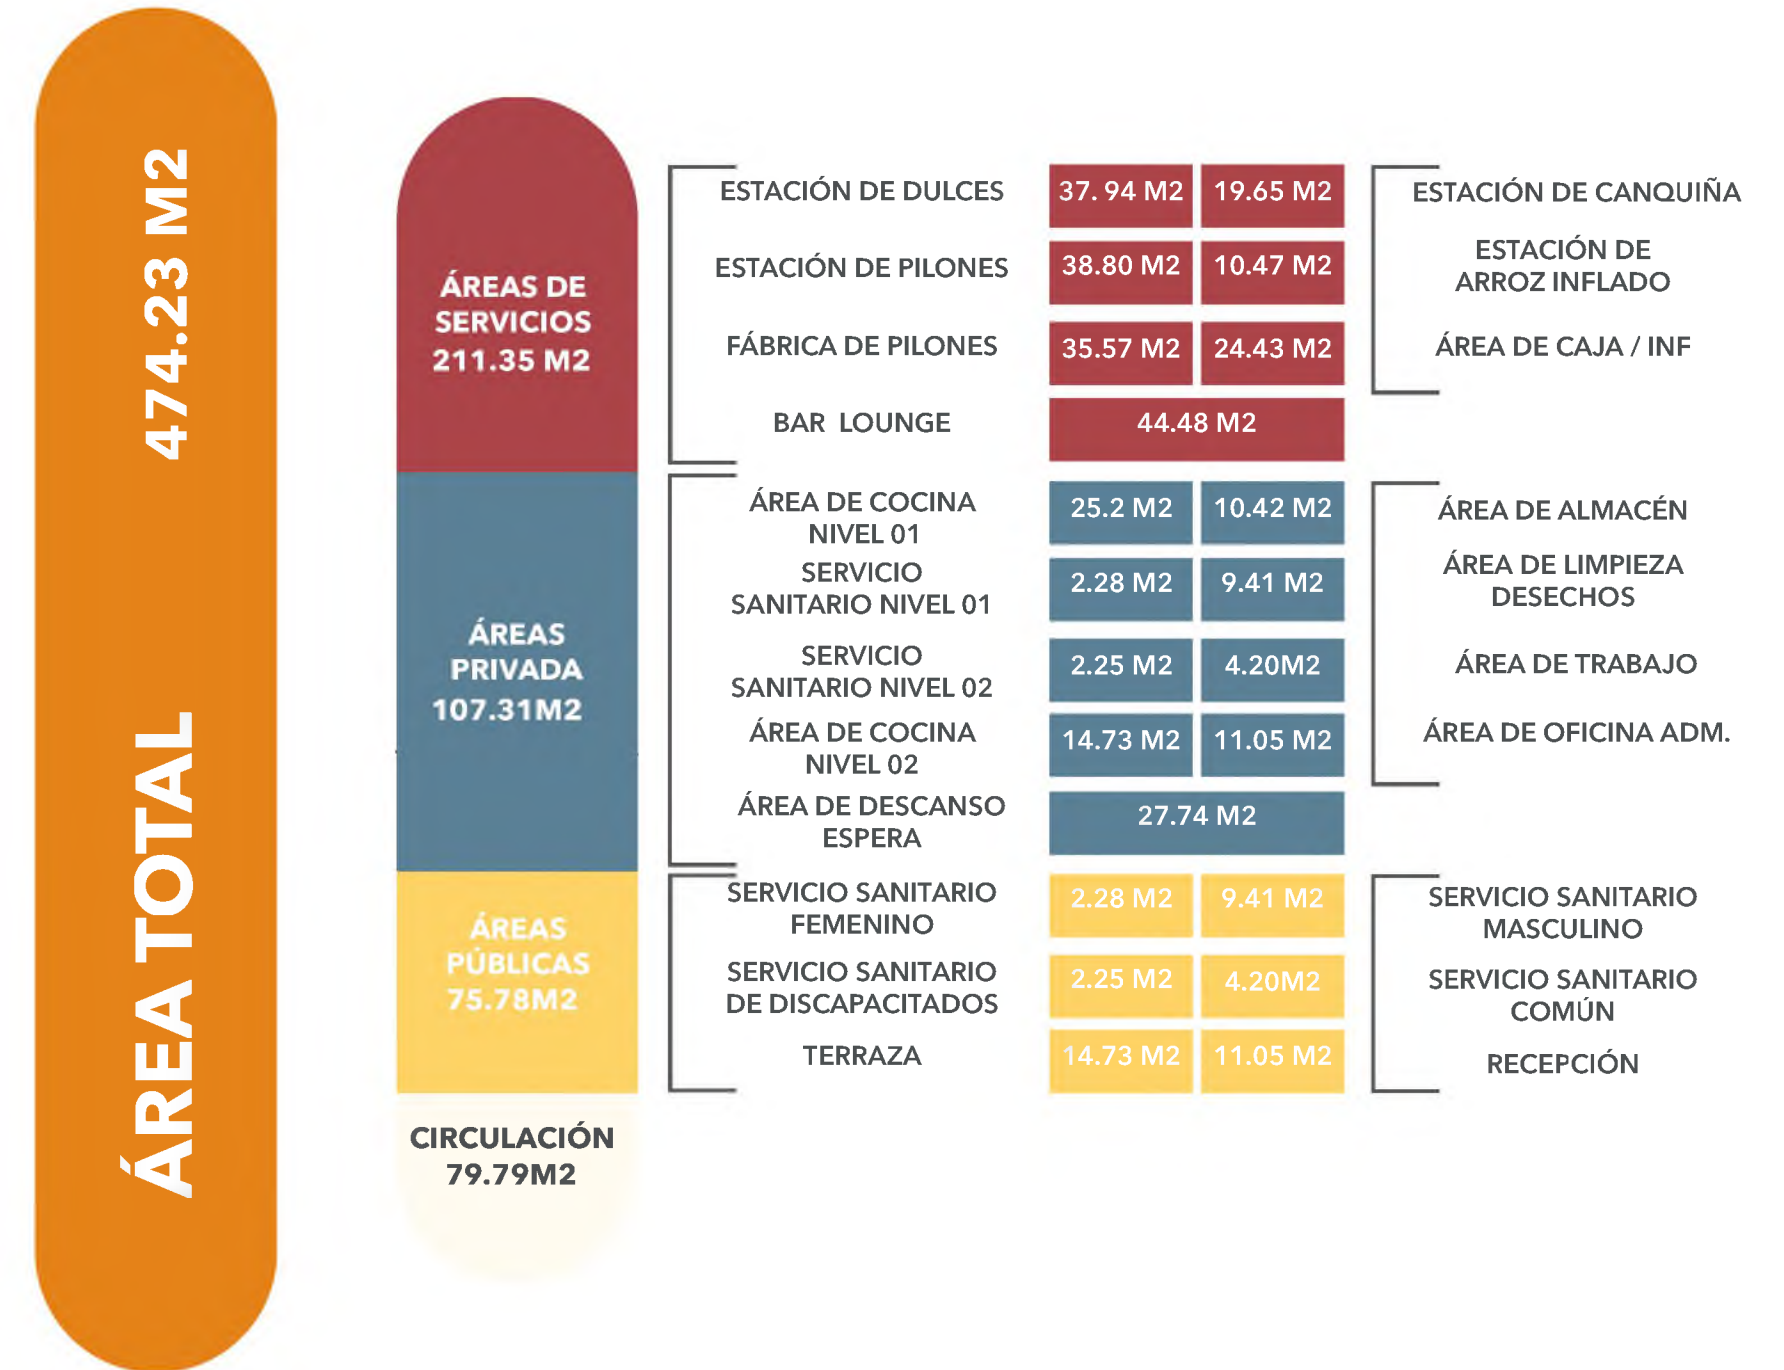 ÁREA TOTAL 474.23 M2
ÁREAS DE
SERVICIOS
211.35 M2
ESTACIÓN DE DULCES 37. 94 M2 19.65 M2 ESTACIÓN DE CANQUIÑA
ESTACIÓN DE PILONES 38.80 M2 10.47 M2 ESTACIÓN DE
ARROZ INFLADO
FÁBRICA DE PILONES 35.57 M2 24.43 M2 ÁREA DE CAJA / INF
BAR LOUNGE 44.48 M2
ÁREAS
PRIVADA
107.31M2
ÁREA DE COCINA
NIVEL 01
25.2 M2 10.42 M2 ÁREA DE ALMACÉN
SERVICIO
SANITARIO NIVEL 01
2.28 M2 9.41 M2
ÁREA DE LIMPIEZA
DESECHOS
SERVICIO
SANITARIO NIVEL 02
2.25 M2 4.20M2 ÁREA DE TRABAJO
ÁREA DE COCINA
NIVEL 02
14.73 M2 11.05 M2 ÁREA DE OFICINA ADM.
ÁREA DE DESCANSO
ESPERA
27.74 M2
ÁREAS
PÚBLICAS
75.78M2
SERVICIO SANITARIO
FEMENINO
2.28 M2 9.41 M2
SERVICIO SANITARIO
MASCULINO
SERVICIO SANITARIO
DE DISCAPACITADOS
2.25 M2 4.20M2
SERVICIO SANITARIO
COMÚN
TERRAZA 14.73 M2 11.05 M2 RECEPCIÓN
CIRCULACIÓN
79.79M2